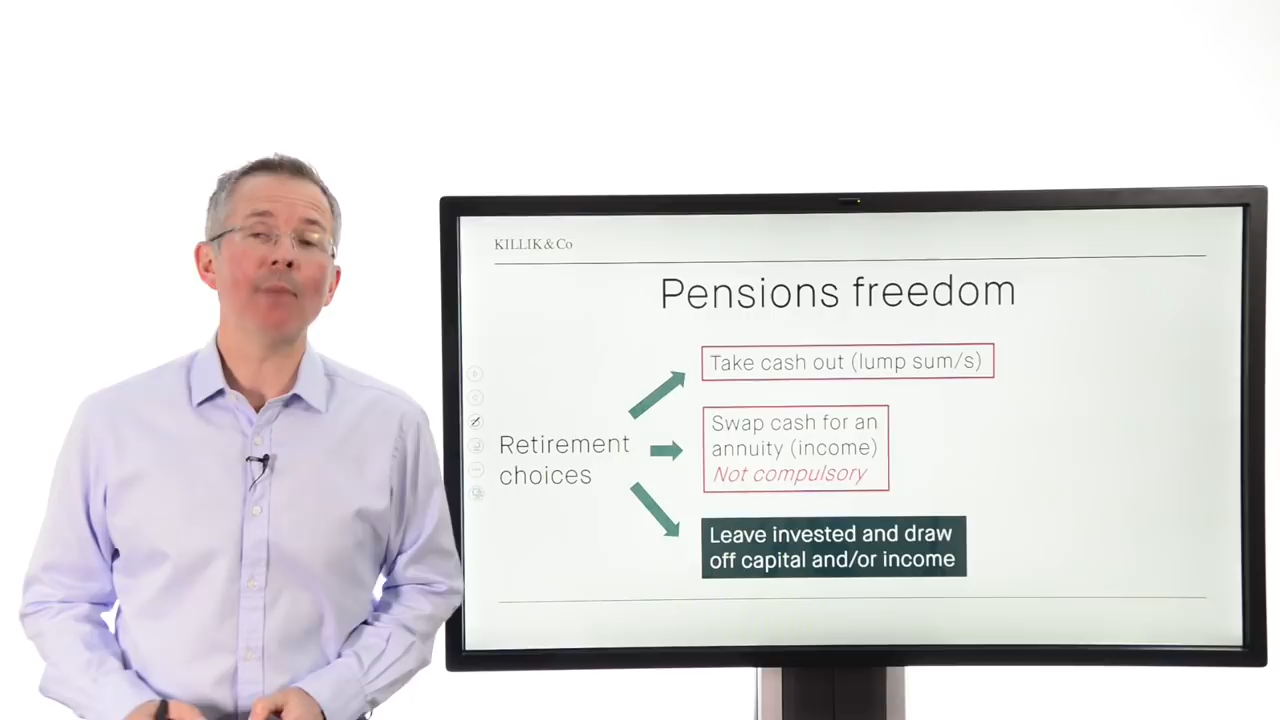 KILLIK & Co
Pensions freedom
Take cash out (lump sum/s)
Swap cash for an
annuity (income)
Not compulsory
Retirement
choices
Leave invested and draw
off capital and/or income